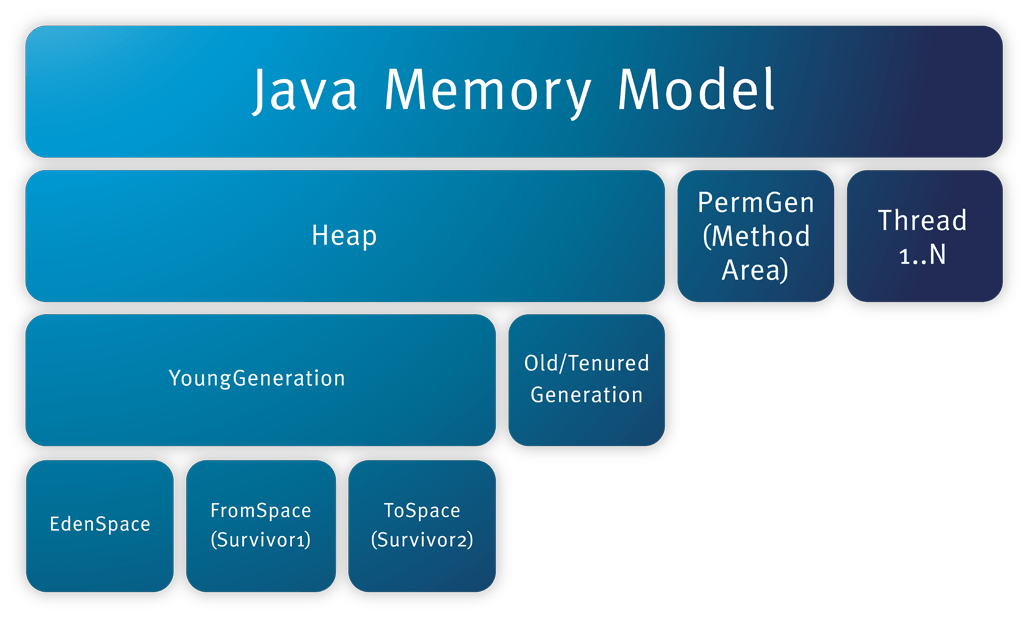 Java Memory Model
Heap
PermGen
(Method
Area)
Thread
1..N
YoungGeneration
Old/Tenured
Generation
EdenSpace
FromSpace
(Survivor1)
ToSpace
(Survivor2)